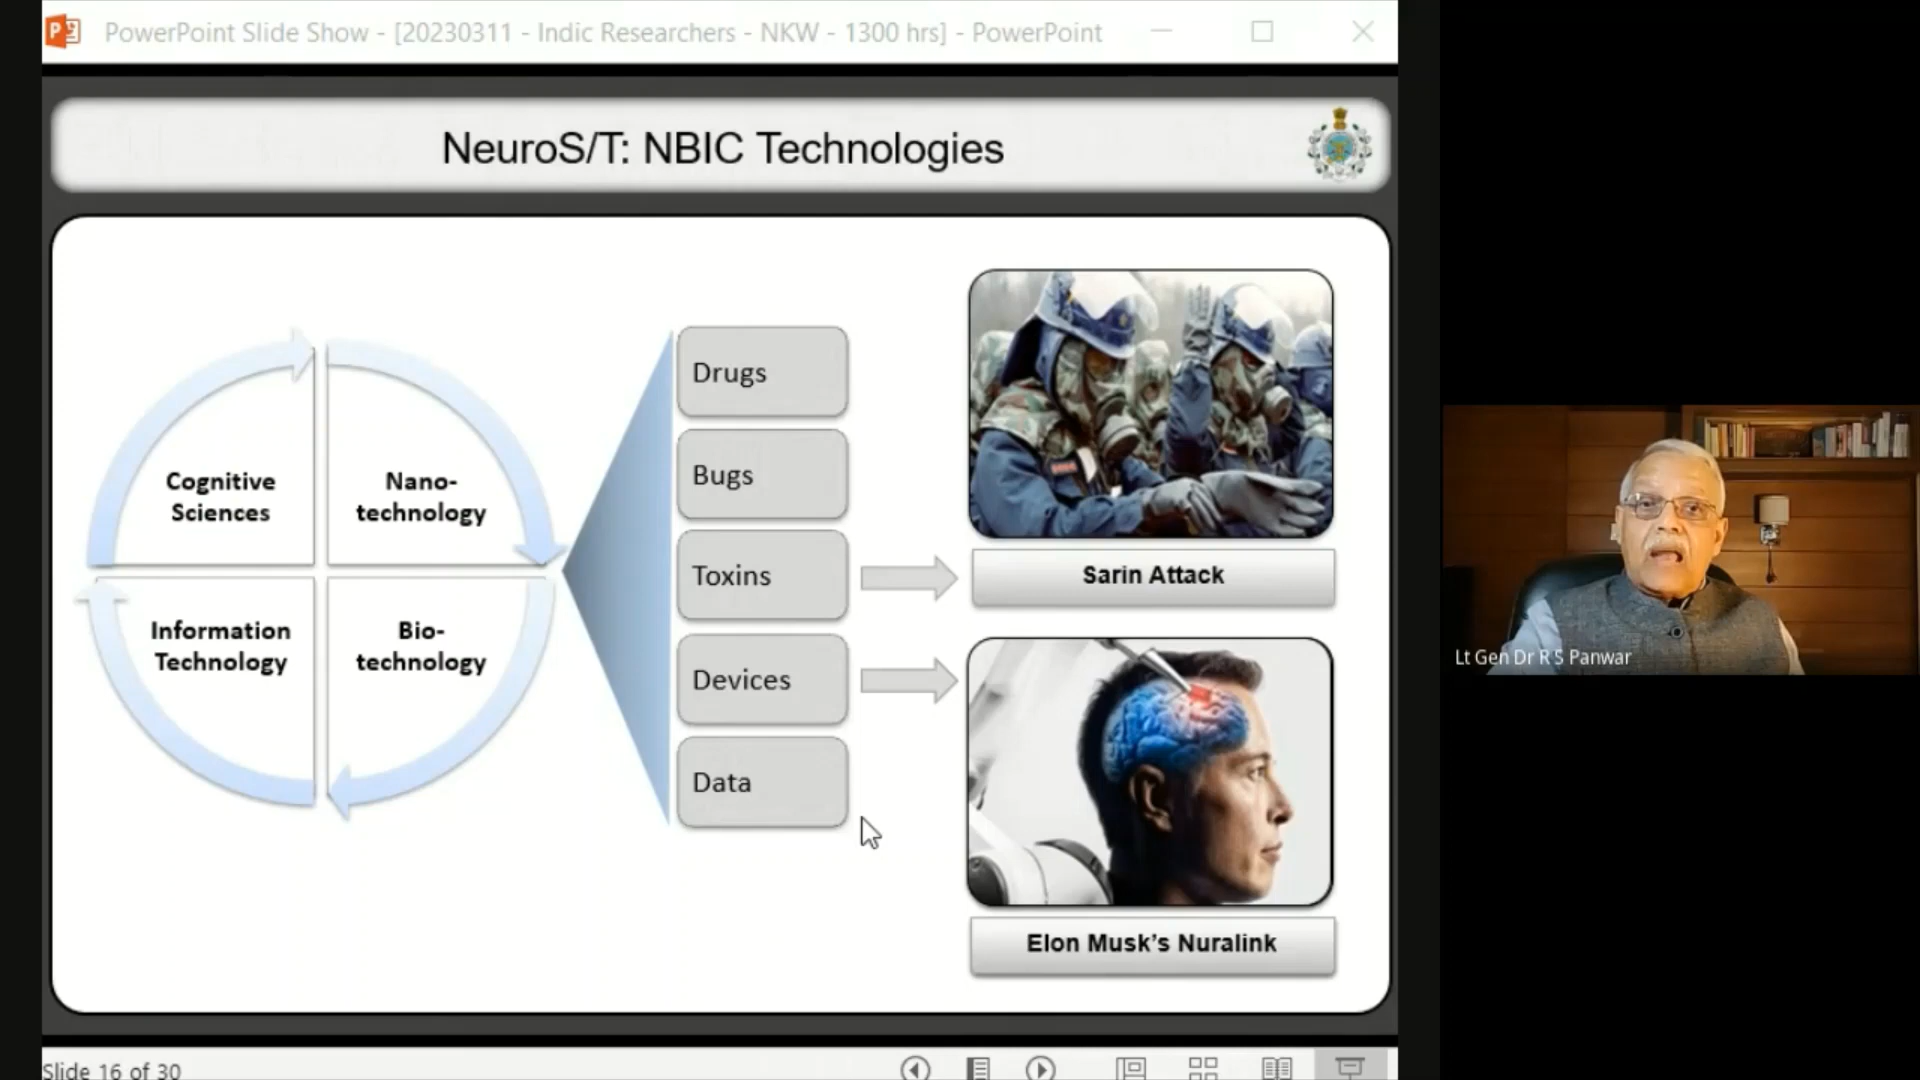 PowerPoint Slide Show - [20230311 - Indic Researchers - NKW - 1300 hrs] - PowerPoint
NeuroS/T: NBIC Technologies
Cognitive
Sciences
Nano-
technology
Information
Technology
Bio-
technology
Drugs
Bugs
Toxins
Devices
Data
Sarin Attack
Elon Musk's Nuralink
Lt Gen Dr R S Panwar
Slide 16 of 30